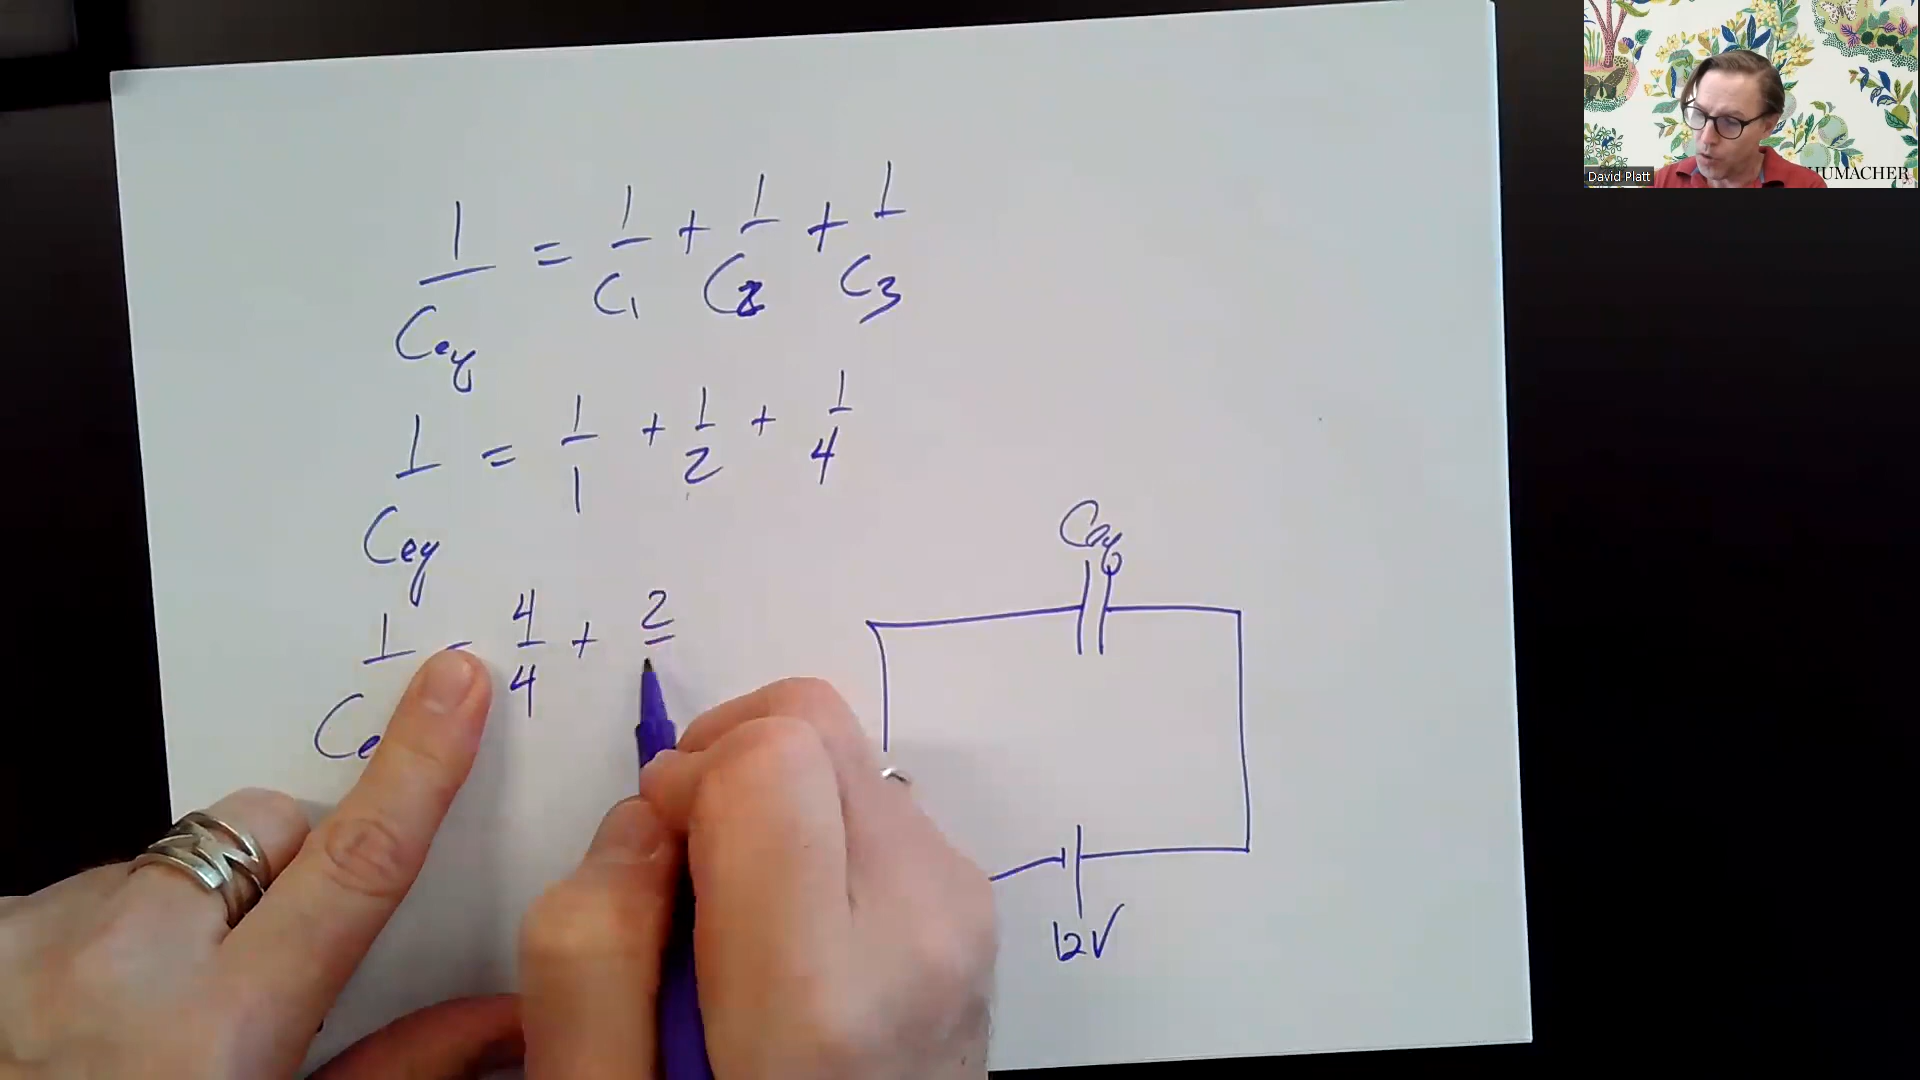 1/Ceq = 1/C1 + 1/C2 + 1/C3
1/Ceq = 1/1 + 1/2 + 1/4
1/Ce = 4/4 + 2/
Ceq
12V
David Platt
HUMACHER